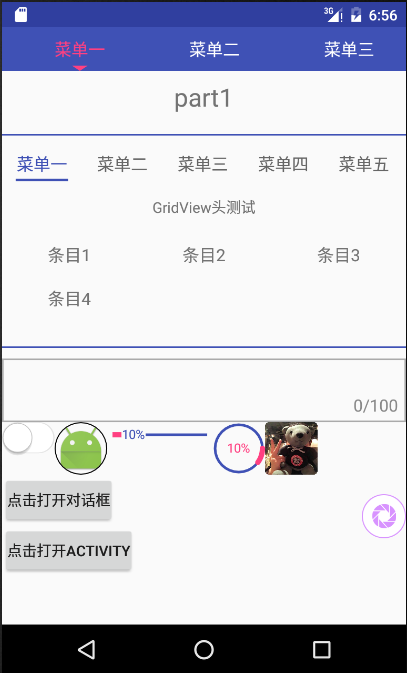 3G 6:56
菜单一 菜单二 菜单三
part1
菜单一 菜单二 菜单三 菜单四 菜单五
GridView头测试
条目1 条目2 条目3
条目4
0/100
10% 10%
点击打开对话框
点击打开ACTIVITY